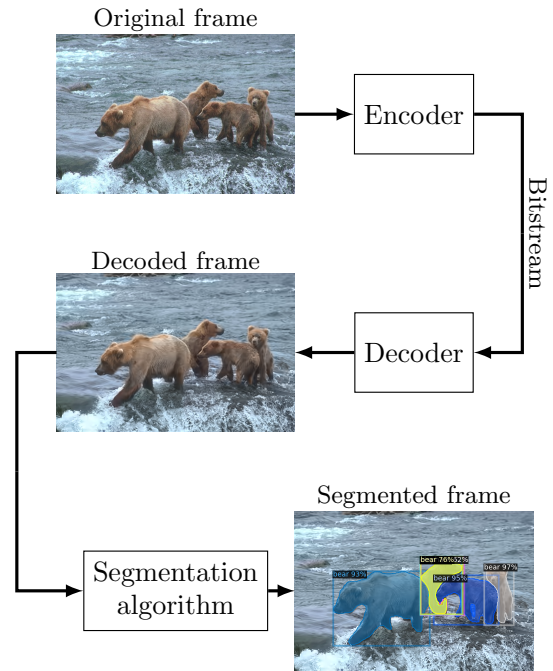 Original frame
Encoder
Bitstream
Decoded frame
Decoder
Segmented frame
Segmentation
algorithm
bear 93%
bear 76%
52%
bear 95%
bear 97%